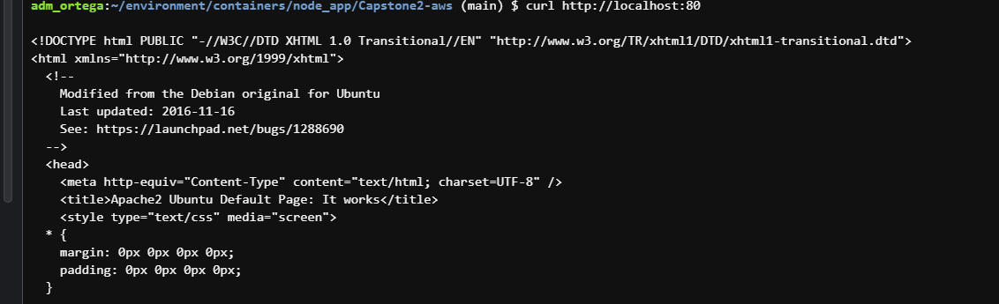 adm_ortega:~/environment/containers/node_app/Capstone2-aws (main) $ curl http://localhost:80
<!DOCTYPE html PUBLIC "-//W3C//DTD XHTML 1.0 Transitional//EN" "http://www.w3.org/TR/xhtml1/DTD/xhtml1-transitional.dtd">
<html xmlns="http://www.w3.org/1999/xhtml">
  <!--
    Modified from the Debian original for Ubuntu
    Last updated: 2016-11-16
    See: https://launchpad.net/bugs/1288690
  -->
  <head>
    <meta http-equiv="Content-Type" content="text/html; charset=UTF-8" />
    <title>Apache2 Ubuntu Default Page: It works</title>
    <style type="text/css" media="screen">
  * {
    margin: 0px 0px 0px 0px;
    padding: 0px 0px 0px 0px;
  }